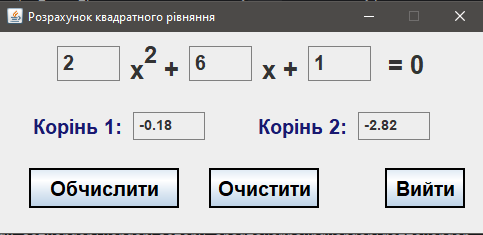 Розрахунок квадратного рівняння
2 x² + 6 x + 1 = 0
Корінь 1: -0.18 Корінь 2: -2.82
Обчислити Очистити Вийти